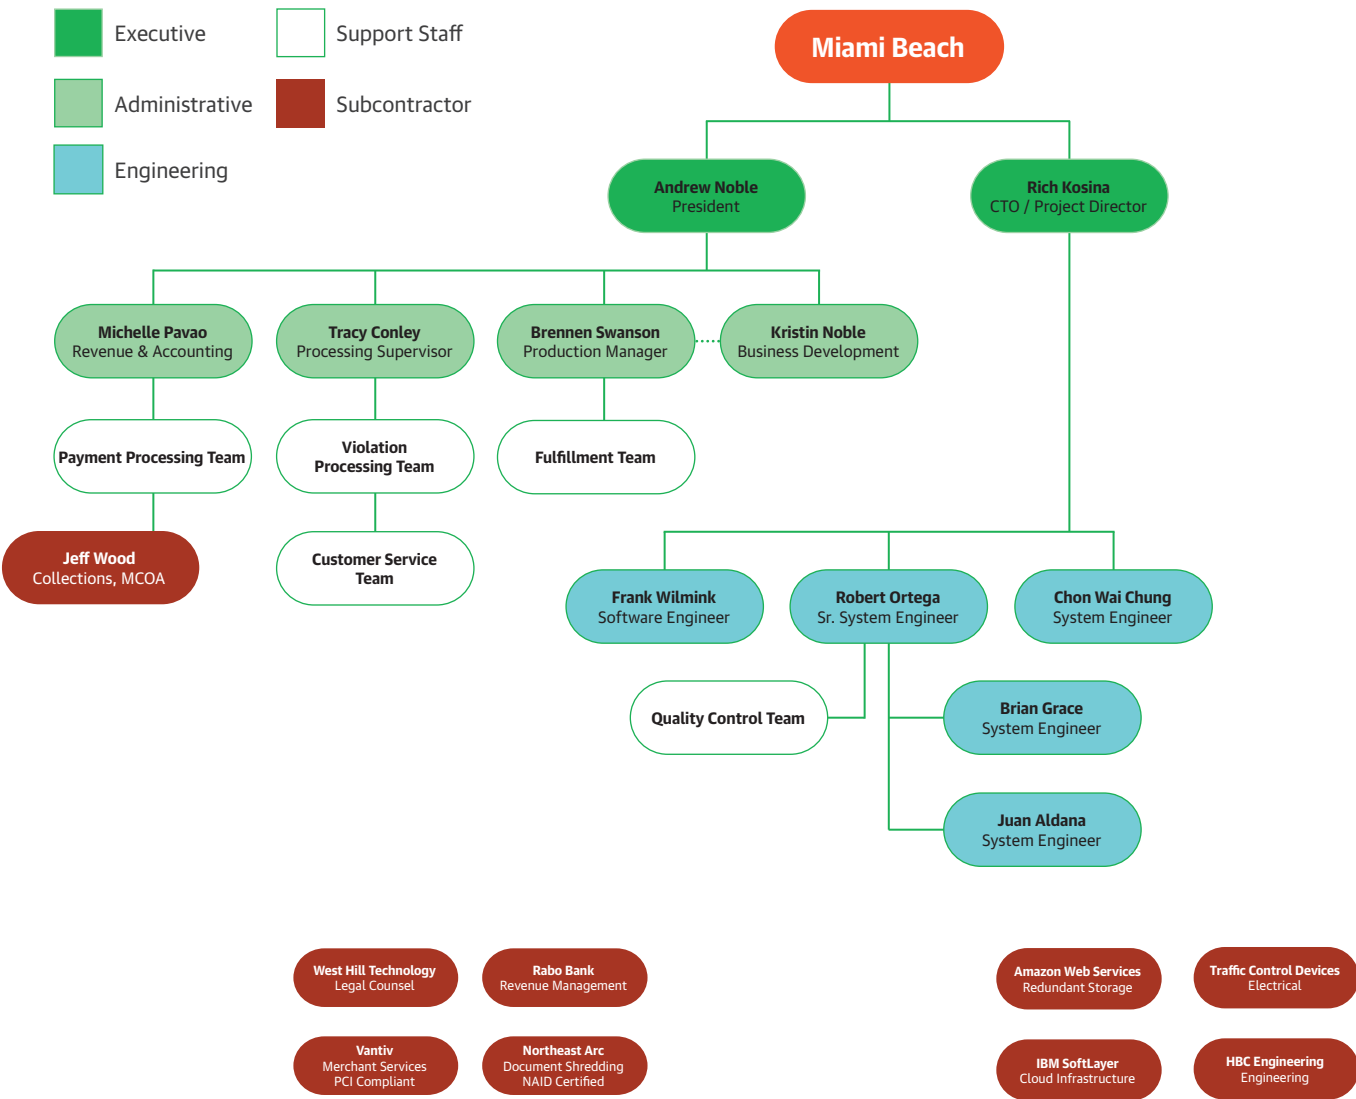 Executive
Support Staff
Administrative
Subcontractor
Engineering
Miami Beach
Andrew Noble
President
Rich Kosina
CTO / Project Director
Michelle Pavao
Revenue & Accounting
Tracy Conley
Processing Supervisor
Brennen Swanson
Production Manager
Kristin Noble
Business Development
Payment Processing Team
Violation
Processing Team
Fulfillment Team
Jeff Wood
Collections, MCOA
Customer Service
Team
Frank Wilmink
Software Engineer
Robert Ortega
Sr. System Engineer
Chon Wai Chung
System Engineer
Quality Control Team
Brian Grace
System Engineer
Juan Aldana
System Engineer
West Hill Technology
Legal Counsel
Rabo Bank
Revenue Management
Amazon Web Services
Redundant Storage
Traffic Control Devices
Electrical
Vantiv
Merchant Services
PCI Compliant
Northeast Arc
Document Shredding
NAID Certified
IBM SoftLayer
Cloud Infrastructure
HBC Engineering
Engineering